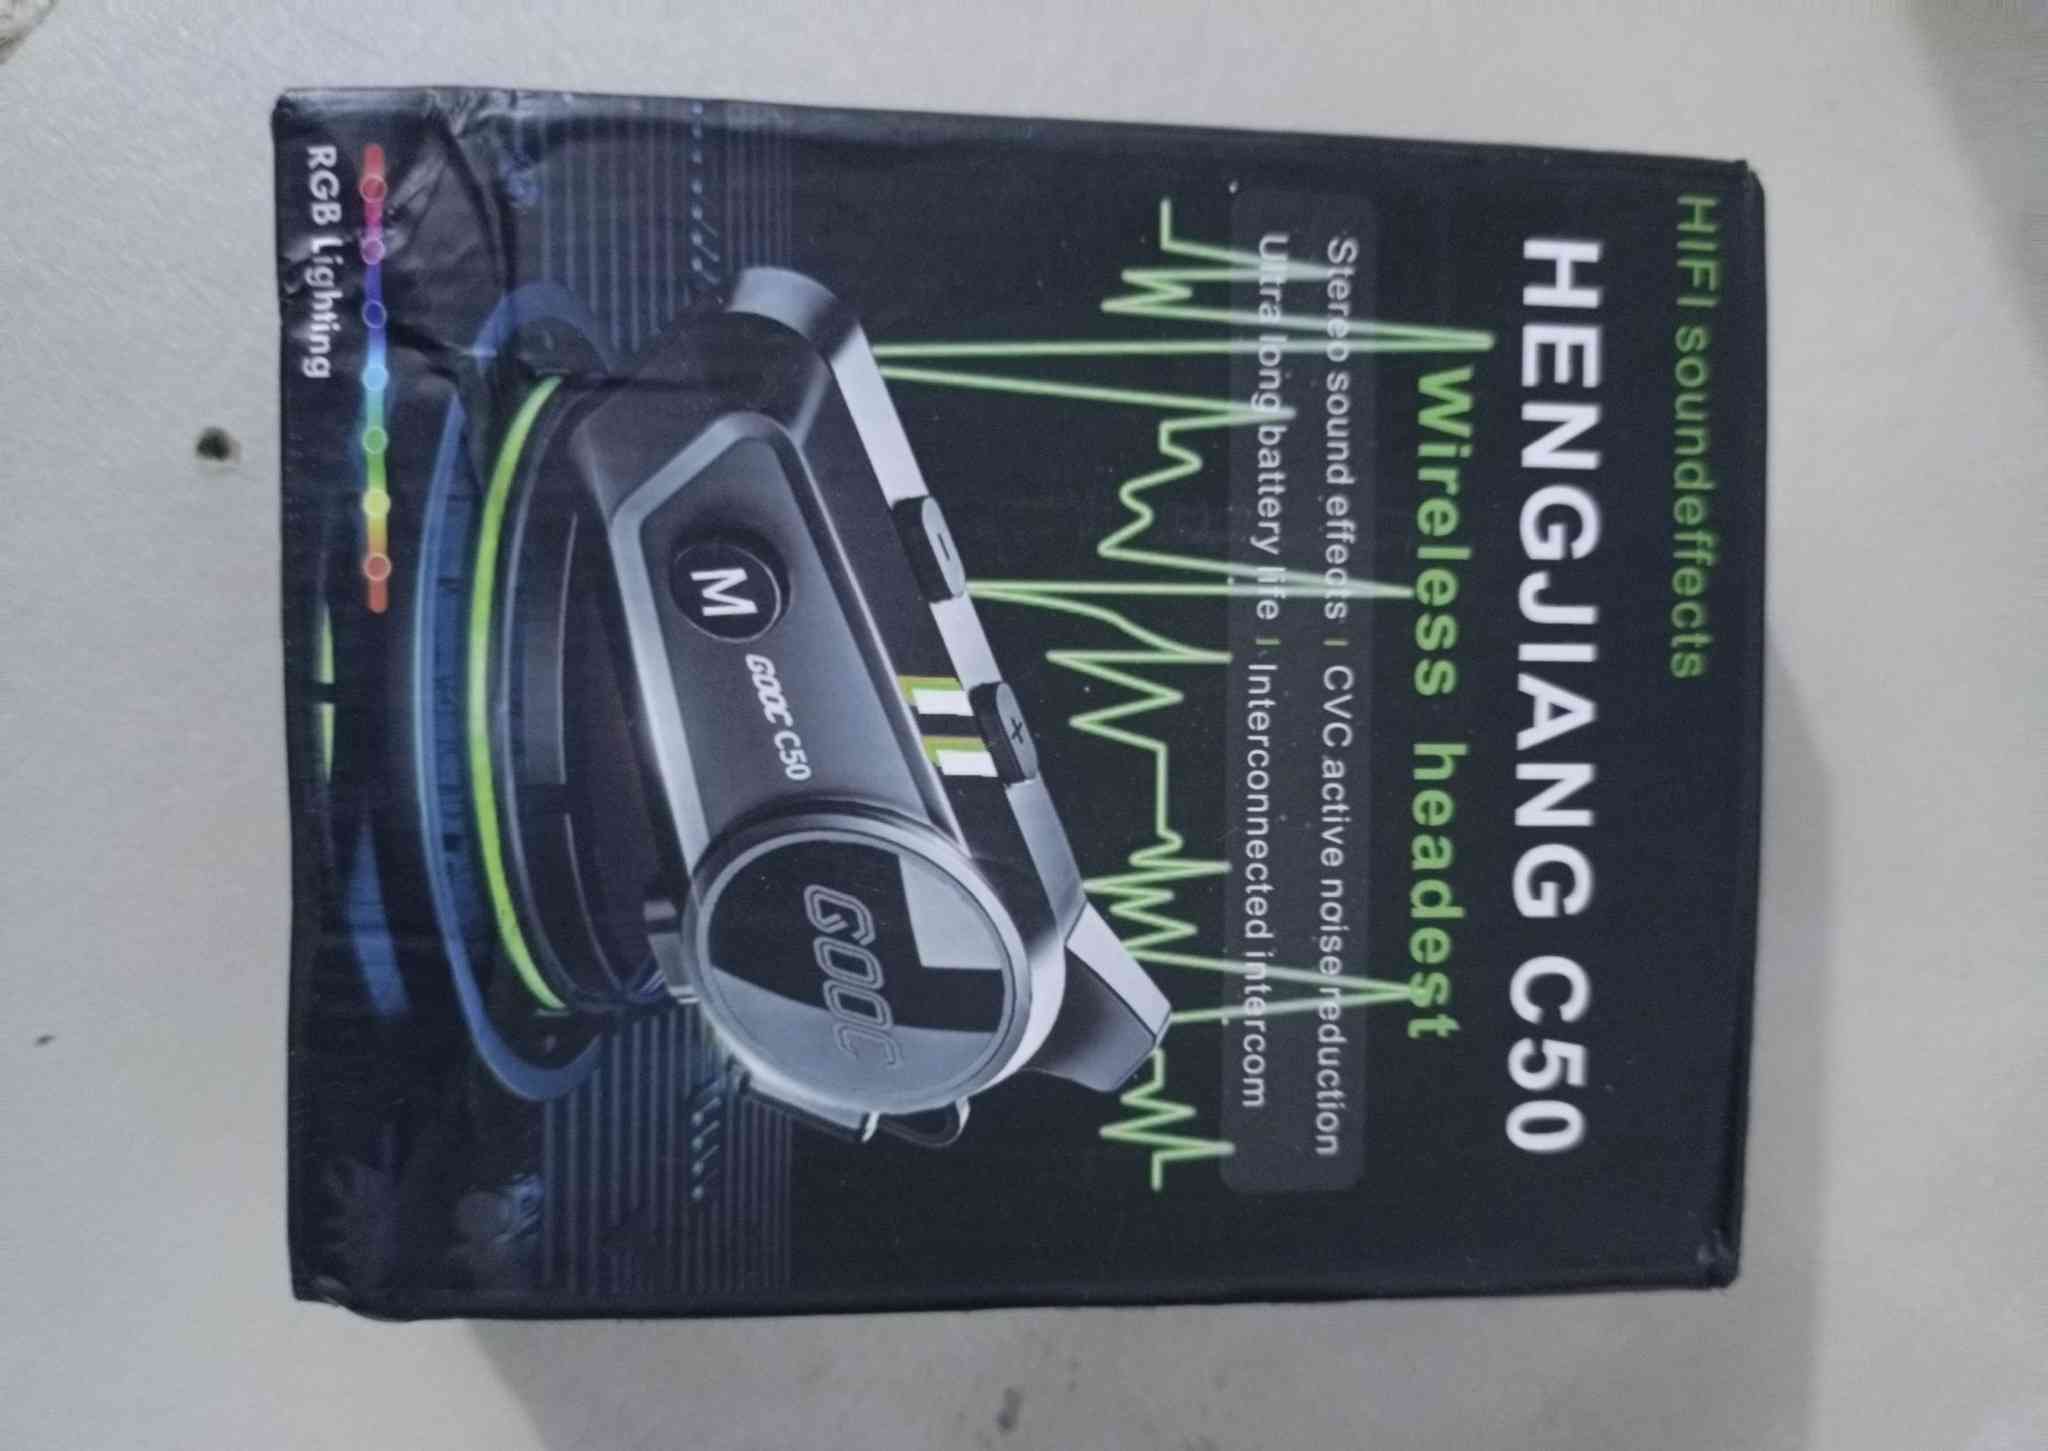 HIFI soundeffects
HENGJIANG C50
Wireless headest
Stereo sound effects I CVC active noise reduction
Ultra long battery life I Interconnected intercom
- +
M GOOC C50
GOOC
RGB Lighting